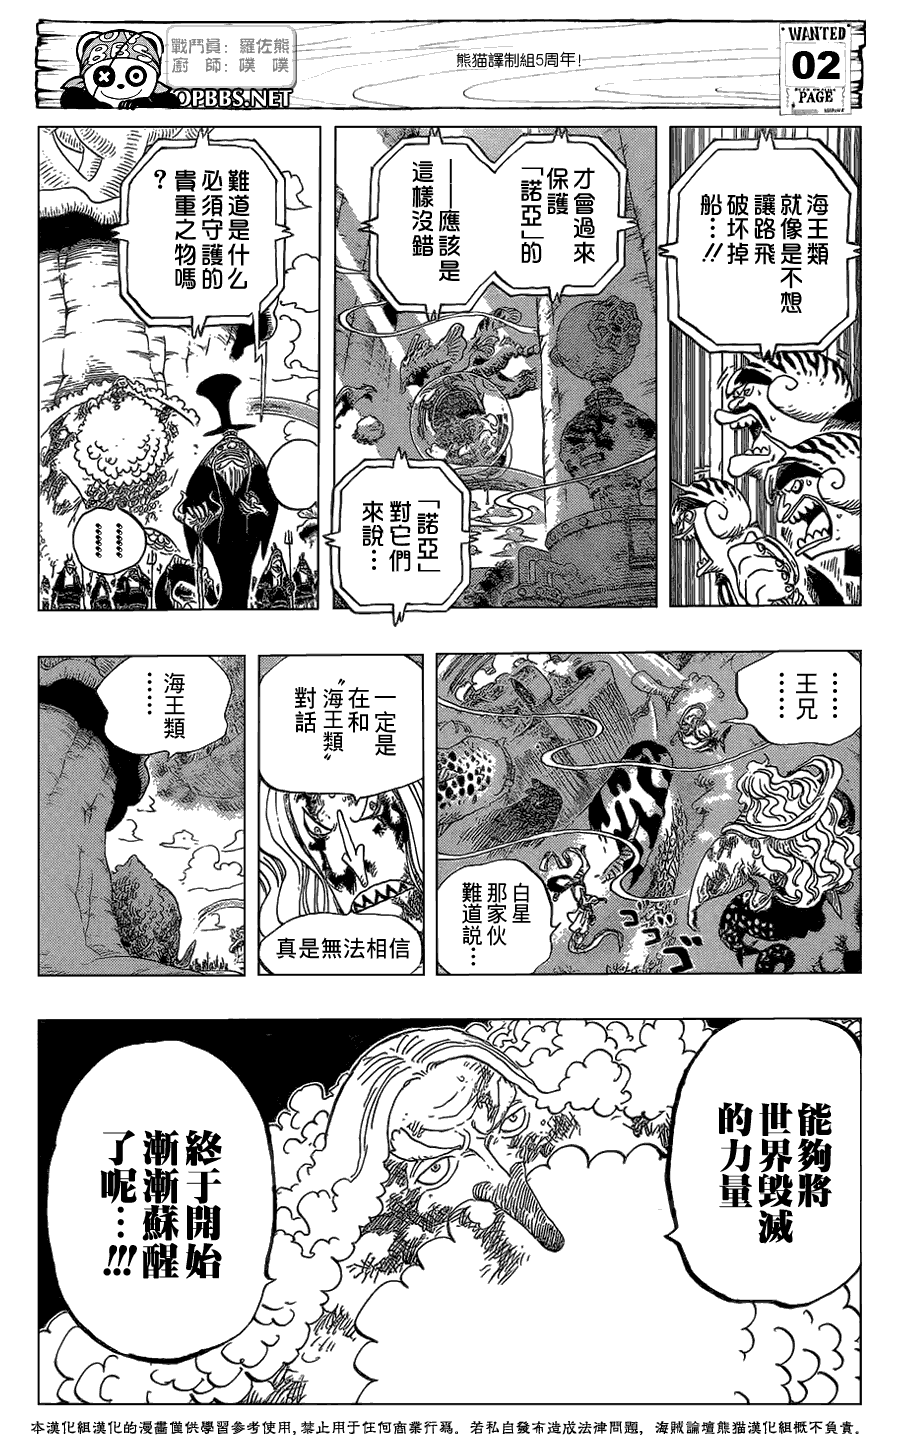 戰鬥員：羅佐熊
廚　師：噗　噗
OPBBS.NET
熊猫譯制組5周年！
WANTED
02
PAGE
海王類
就像是不想
讓路飛
破坏掉
船…!!
才會過來
保護
「諾亞」的
——應該是
這樣沒錯
「諾亞」
對它們
來說…
難道是什么
必須守護的
貴重之物嗎
？
……
……
……
王兄
……
白星
那家伙
難道説…
ゴゴゴ
一定是
在和
〝海王類〞
對話
真是無法相信
海王類
……
能夠將
世界毀滅
的力量
終于開始
漸漸蘇醒
了呢…!!!
本漢化組漢化的漫畵僅供學習參考使用,禁止用于任何商業行爲。若私自發布造成法律問題，海賊論壇熊猫漢化組概不負責。